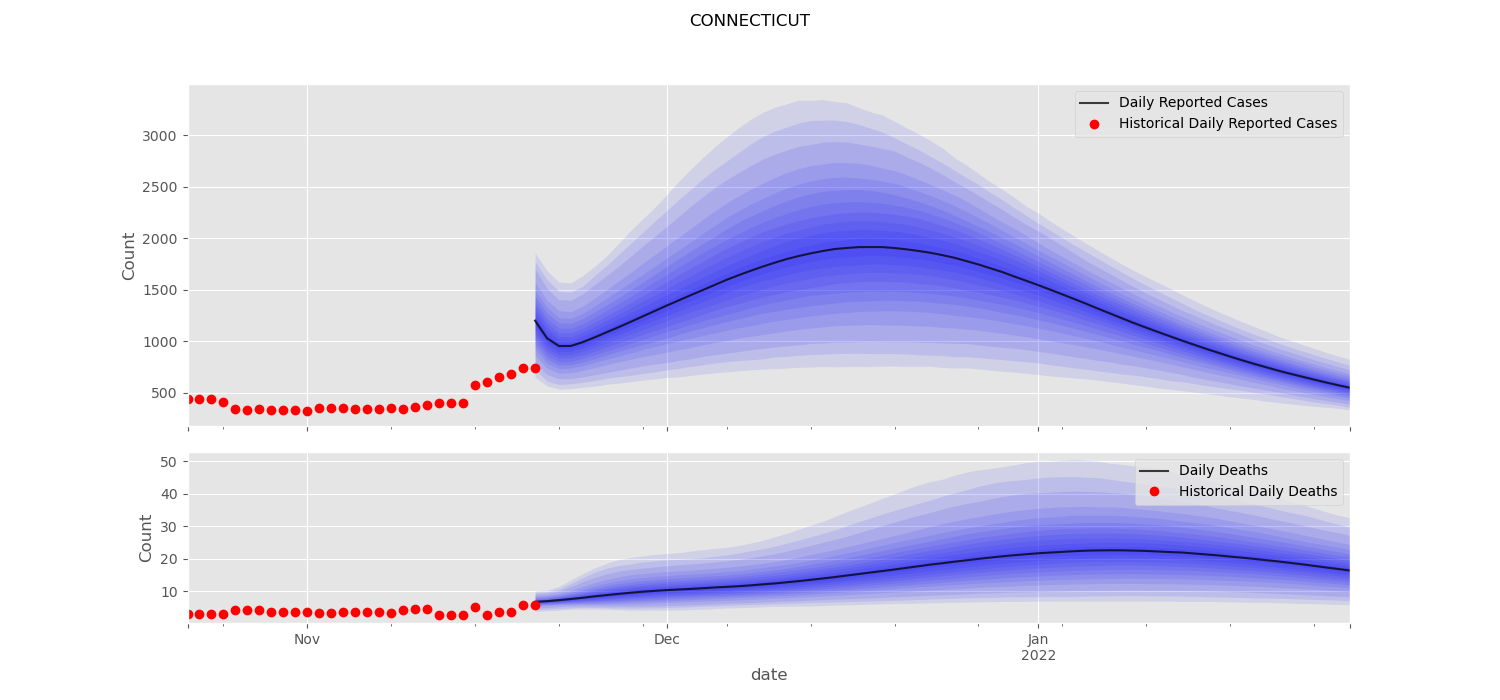 CONNECTICUT
Daily Reported Cases
Historical Daily Reported Cases
3000
2500
2000
1500
1000
500
Count
Daily Deaths
Historical Daily Deaths
50
40
30
20
10
Count
Nov Dec Jan
2022
date